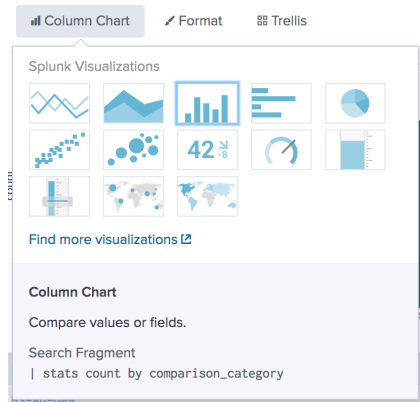 Column Chart Format Trellis
Splunk Visualizations
42 -8
Find more visualizations
Column Chart
Compare values or fields.
Search Fragment
| stats count by comparison_category